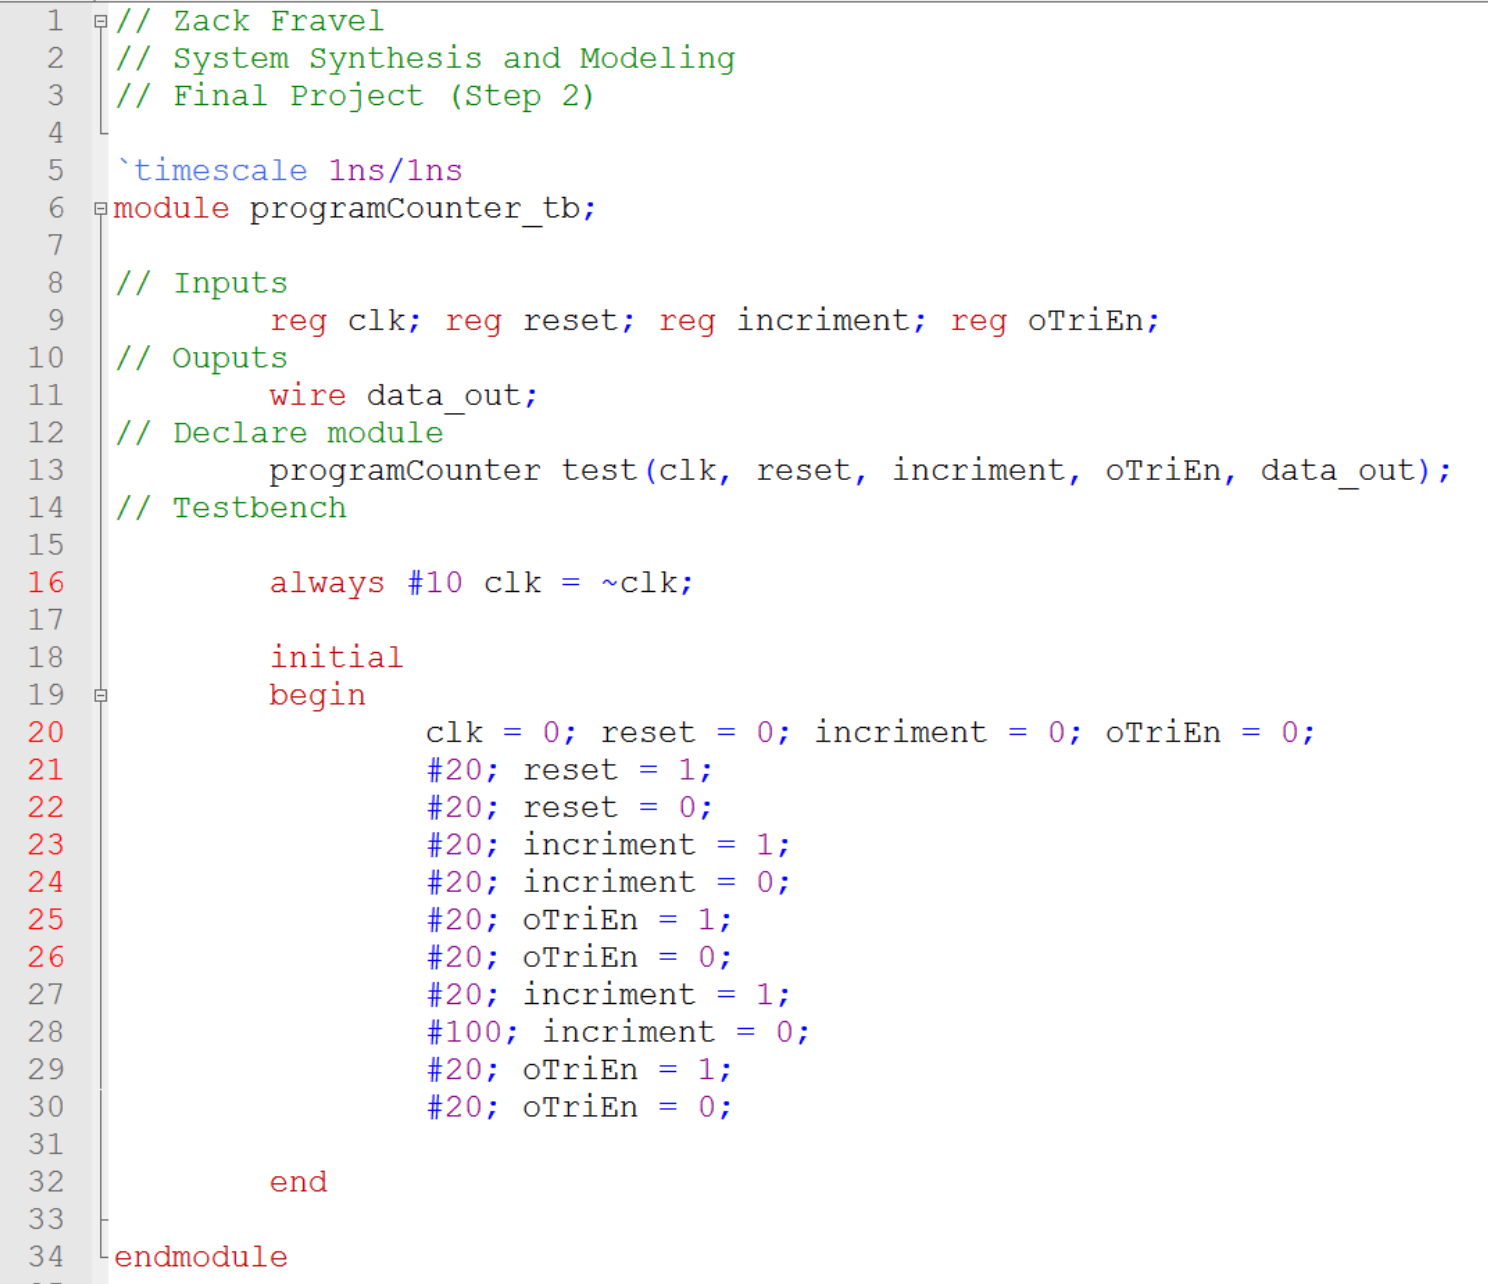 1 // Zack Fravel
2 // System Synthesis and Modeling
3 // Final Project (Step 2)
4
5 `timescale 1ns/1ns
6 module programCounter_tb;
7
8 // Inputs
9 reg clk; reg reset; reg incriment; reg oTriEn;
10 // Ouputs
11 wire data_out;
12 // Declare module
13 programCounter test(clk, reset, incriment, oTriEn, data_out);
14 // Testbench
15
16 always #10 clk = ~clk;
17
18 initial
19 begin
20 clk = 0; reset = 0; incriment = 0; oTriEn = 0;
21 #20; reset = 1;
22 #20; reset = 0;
23 #20; incriment = 1;
24 #20; incriment = 0;
25 #20; oTriEn = 1;
26 #20; oTriEn = 0;
27 #20; incriment = 1;
28 #100; incriment = 0;
29 #20; oTriEn = 1;
30 #20; oTriEn = 0;
31
32 end
33
34 endmodule